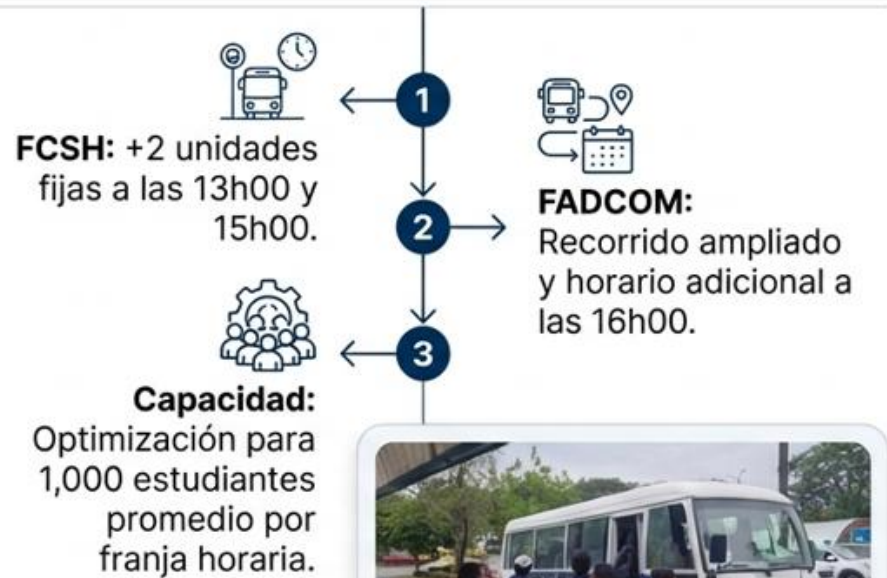 1
FCSH: +2 unidades
fijas a las 13h00 y
15h00.
2
FADCOM:
Recorrido ampliado
y horario adicional a
las 16h00.
3
Capacidad:
Optimización para
1,000 estudiantes
promedio por
franja horaria.